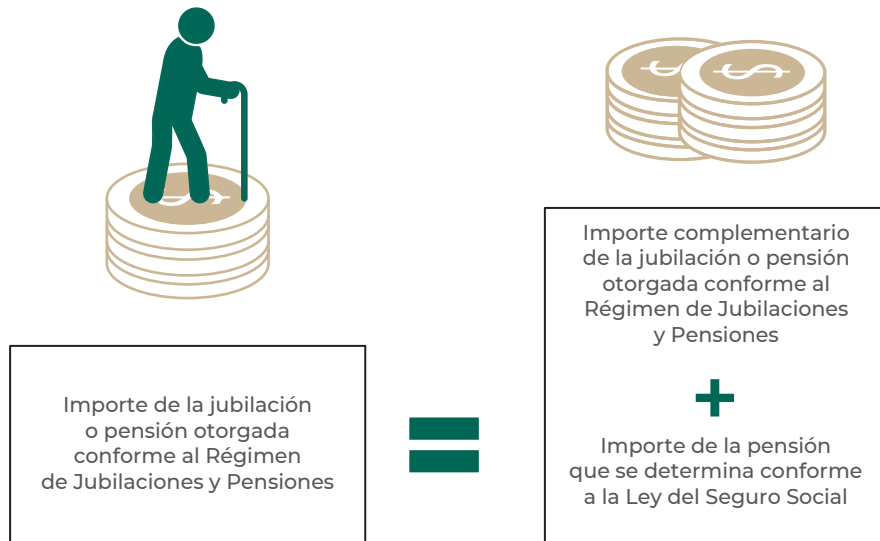 $
$
$
Importe de la jubilación
o pensión otorgada
conforme al Régimen
de Jubilaciones y Pensiones
=
Importe complementario
de la jubilación o pensión
otorgada conforme al
Régimen de Jubilaciones
y Pensiones
+
Importe de la pensión
que se determina conforme
a la Ley del Seguro Social